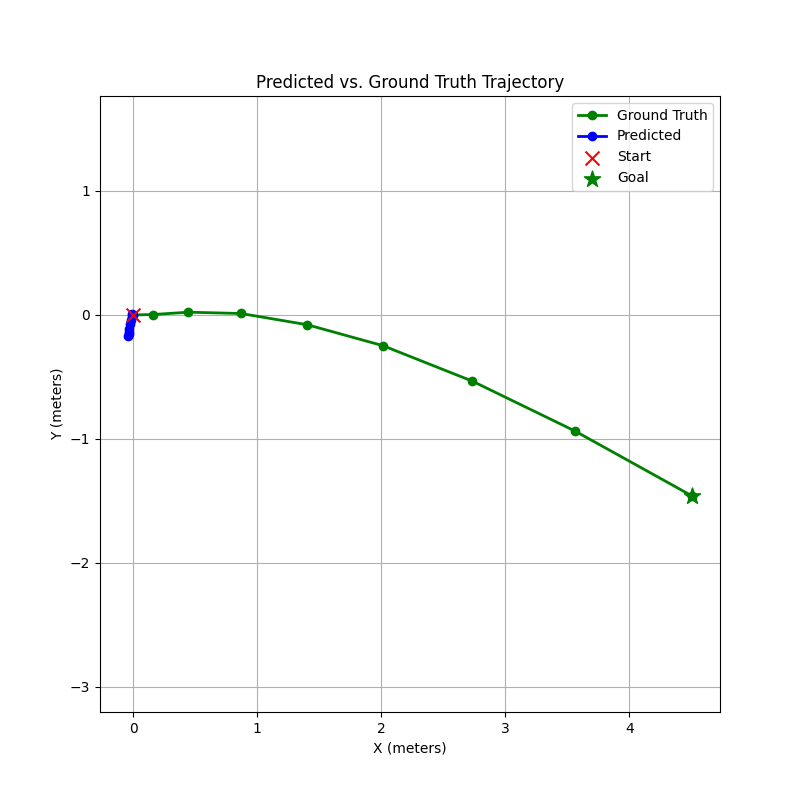 Predicted vs. Ground Truth Trajectory
Ground Truth
Predicted
Start
Goal
1
0
−1
−2
−3
Y (meters)
0
1
2
3
4
X (meters)